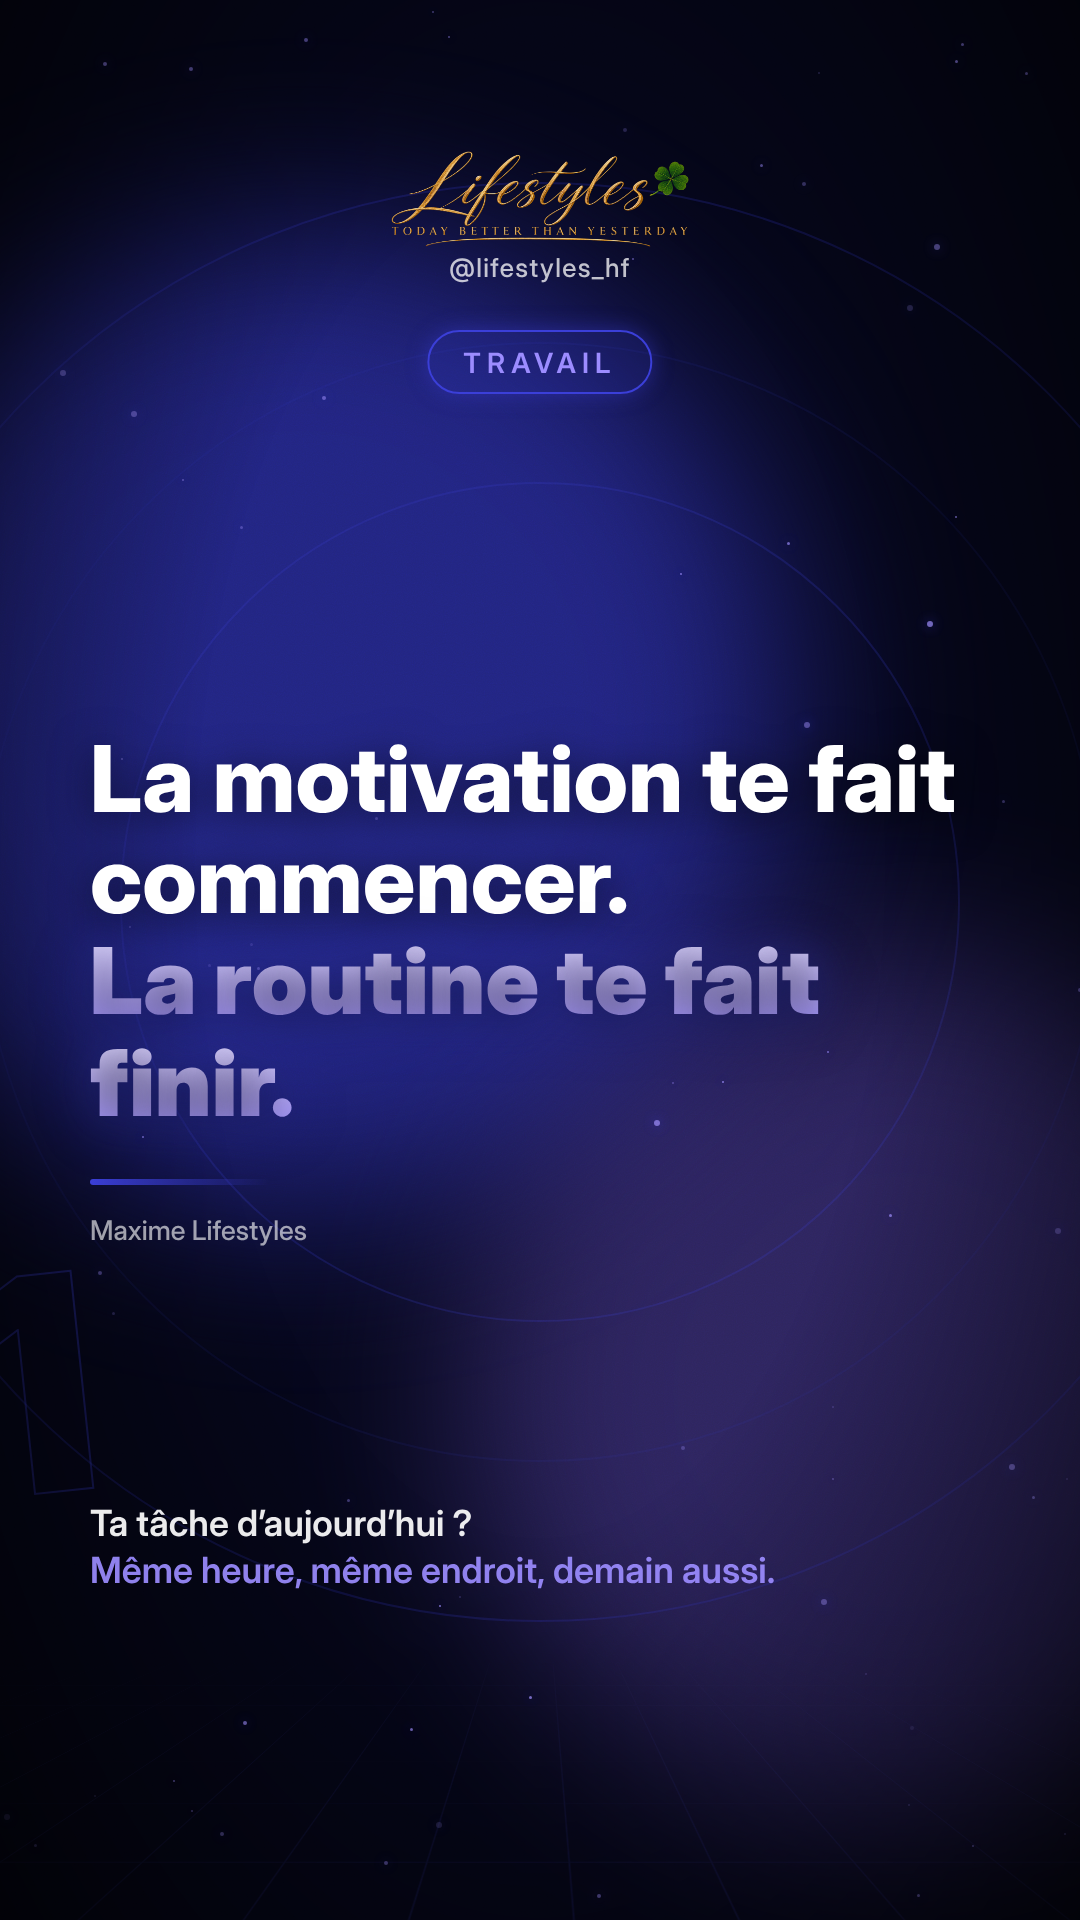 Lifestyles
TODAY BETTER THAN YESTERDAY
@lifestyles_hf
TRAVAIL
La motivation te fait
commencer.
La routine te fait
finir.
Maxime Lifestyles
1
Ta tâche d’aujourd’hui ?
Même heure, même endroit, demain aussi.